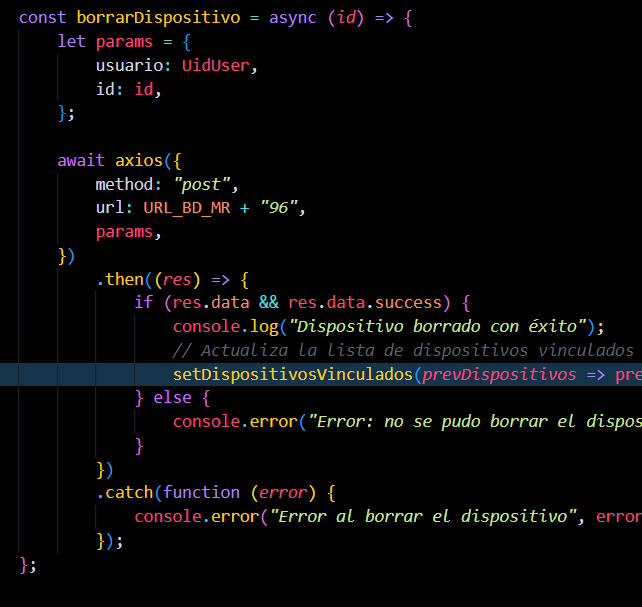 const borrarDispositivo = async (id) => {
let params = {
usuario: UidUser,
id: id,
};
await axios({
method: "post",
url: URL_BD_MR + "96",
params,
})
.then((res) => {
if (res.data && res.data.success) {
console.log("Dispositivo borrado con éxito");
// Actualiza la lista de dispositivos vinculados
setDispositivosVinculados(prevDispositivos => pre
} else {
console.error("Error: no se pudo borrar el dispos
}
})
.catch(function (error) {
console.error("Error al borrar el dispositivo", error
});
};